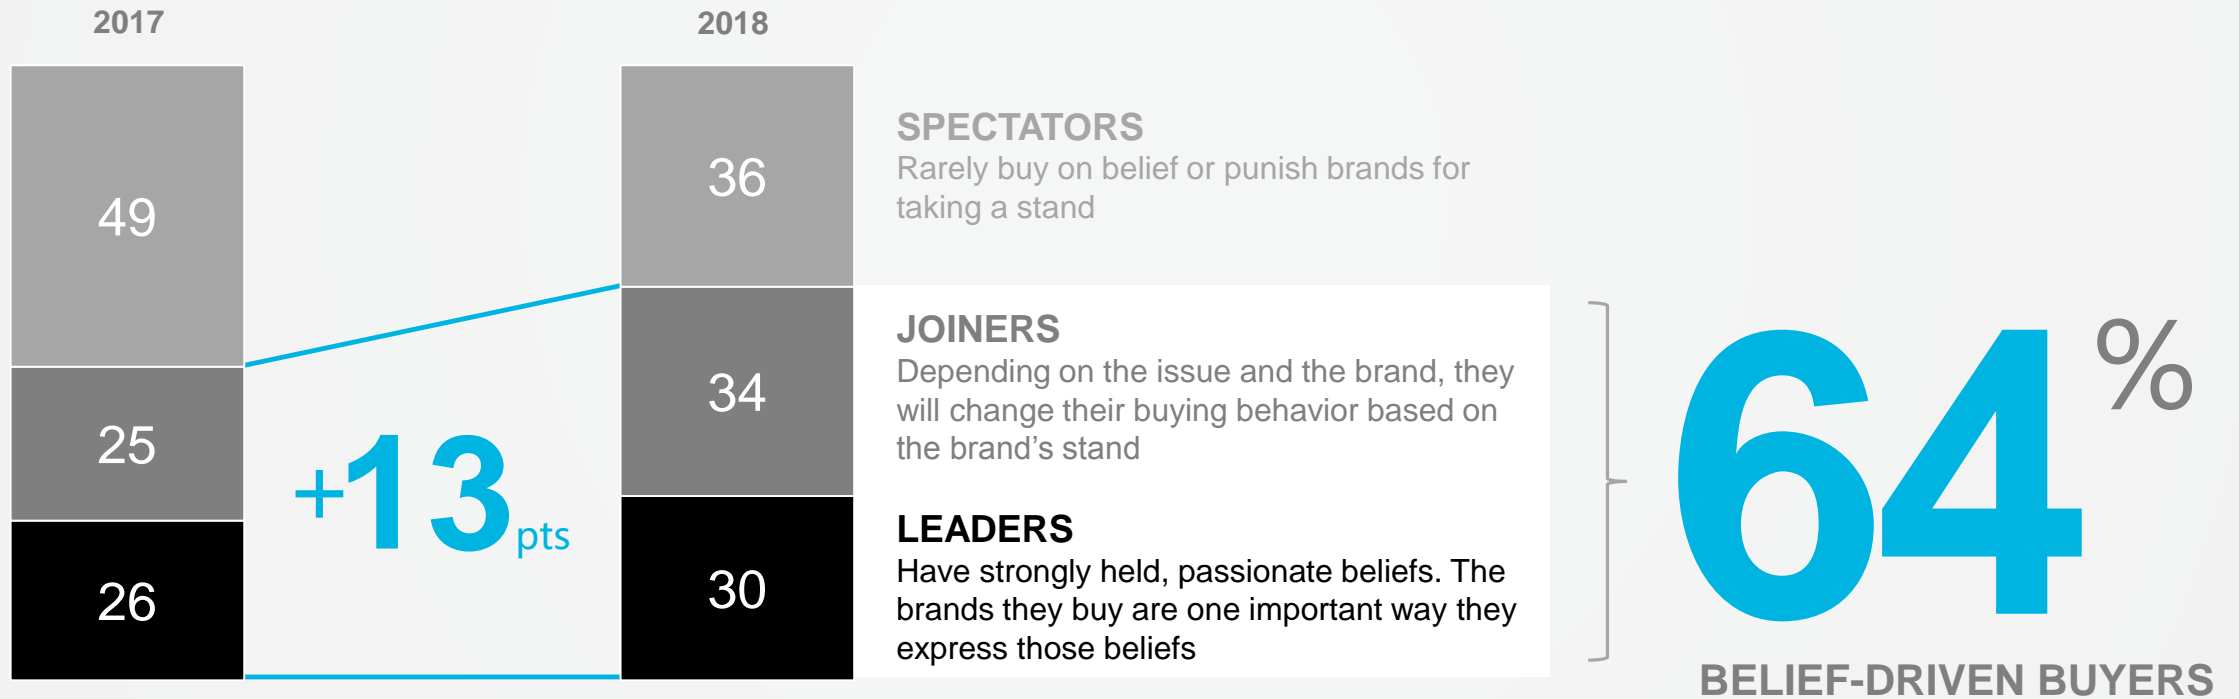 2017
2018
49
25
26
+13 pts
36
34
30
SPECTATORS
Rarely buy on belief or punish brands for
taking a stand
JOINERS
Depending on the issue and the brand, they
will change their buying behavior based on
the brand’s stand
LEADERS
Have strongly held, passionate beliefs. The
brands they buy are one important way they
express those beliefs
64%
BELIEF-DRIVEN BUYERS